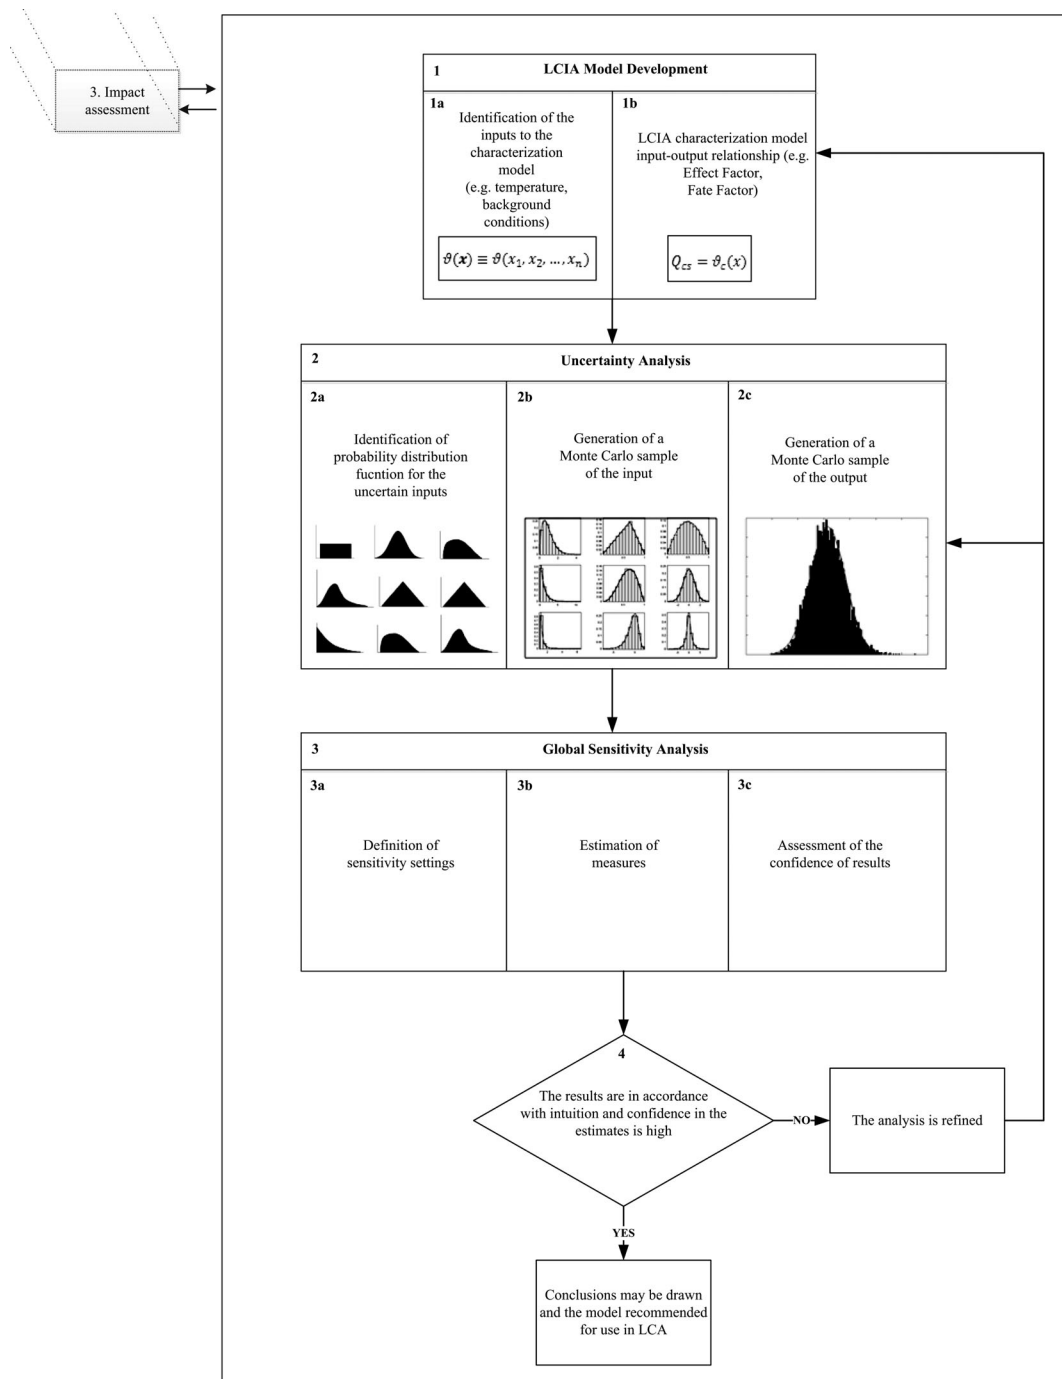 3. Impact
assessment
1
LCIA Model Development
1a
Identification of the
inputs to the
characterization
model
(e.g. temperature,
background
conditions)
ϑ(x) ≡ ϑ(x₁, x₂, ..., xₙ)
1b
LCIA characterization model
input-output relationship (e.g.
Effect Factor,
Fate Factor)
Q_cs = ϑ_c(x)
2
Uncertainty Analysis
2a
Identification of
probability distribution
fucntion for the
uncertain inputs
2b
Generation of a
Monte Carlo sample
of the input
2c
Generation of a
Monte Carlo sample
of the output
3
Global Sensitivity Analysis
3a
Definition of
sensitivity settings
3b
Estimation of
measures
3c
Assessment of the
confidence of results
4
The results are in accordance
with intuition and confidence in the
estimates is high
NO
The analysis is refined
YES
Conclusions may be drawn
and the model recommended
for use in LCA